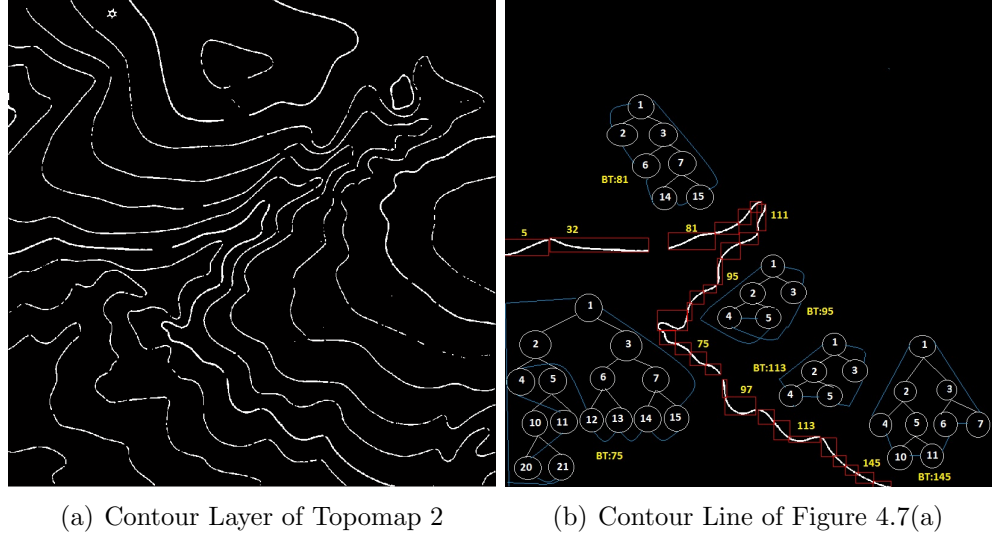 1
2 3
6 7
14 15
BT:81
5 32 81 111
95
1
2 3
4 5
BT:95
1
2 3
4 5 6 7
10 11 12 13 14 15
20 21
BT:75
75
97
113
145
1
2 3
4 5
BT:113
1
2 3
4 5 6 7
10 11
BT:145
(a) Contour Layer of Topomap 2
(b) Contour Line of Figure 4.7(a)